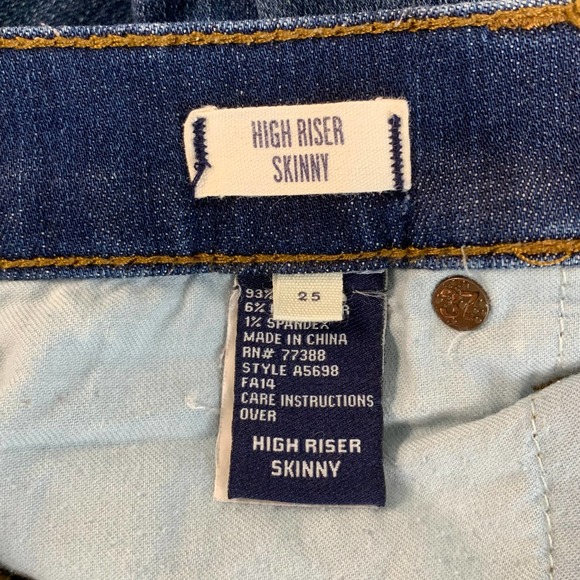 HIGH RISER
SKINNY
25
93%
6%
1% SPANDEX
MADE IN CHINA
RN# 77388
STYLE A5698
FA14
CARE INSTRUCTIONS
OVER
HIGH RISER
SKINNY